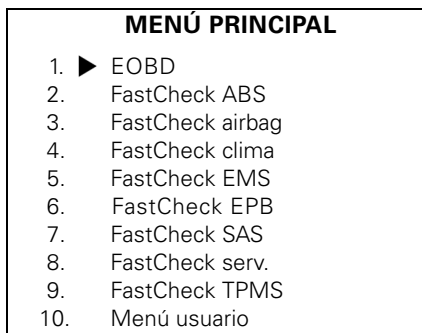 MENÚ PRINCIPAL
1. ▶ EOBD
2. FastCheck ABS
3. FastCheck airbag
4. FastCheck clima
5. FastCheck EMS
6. FastCheck EPB
7. FastCheck SAS
8. FastCheck serv.
9. FastCheck TPMS
10. Menú usuario